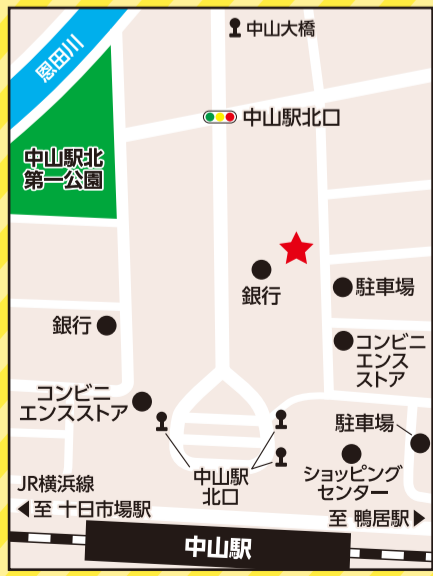 中山大橋
恩田川
中山駅北口
中山駅北
第一公園
銀行
駐車場
銀行
コンビニ
エンス
ストア
コンビニ
エンスストア
駐車場
中山駅
北口
ショッピング
センター
JR横浜線
◀至 十日市場駅
至 鴨居駅▶
中山駅